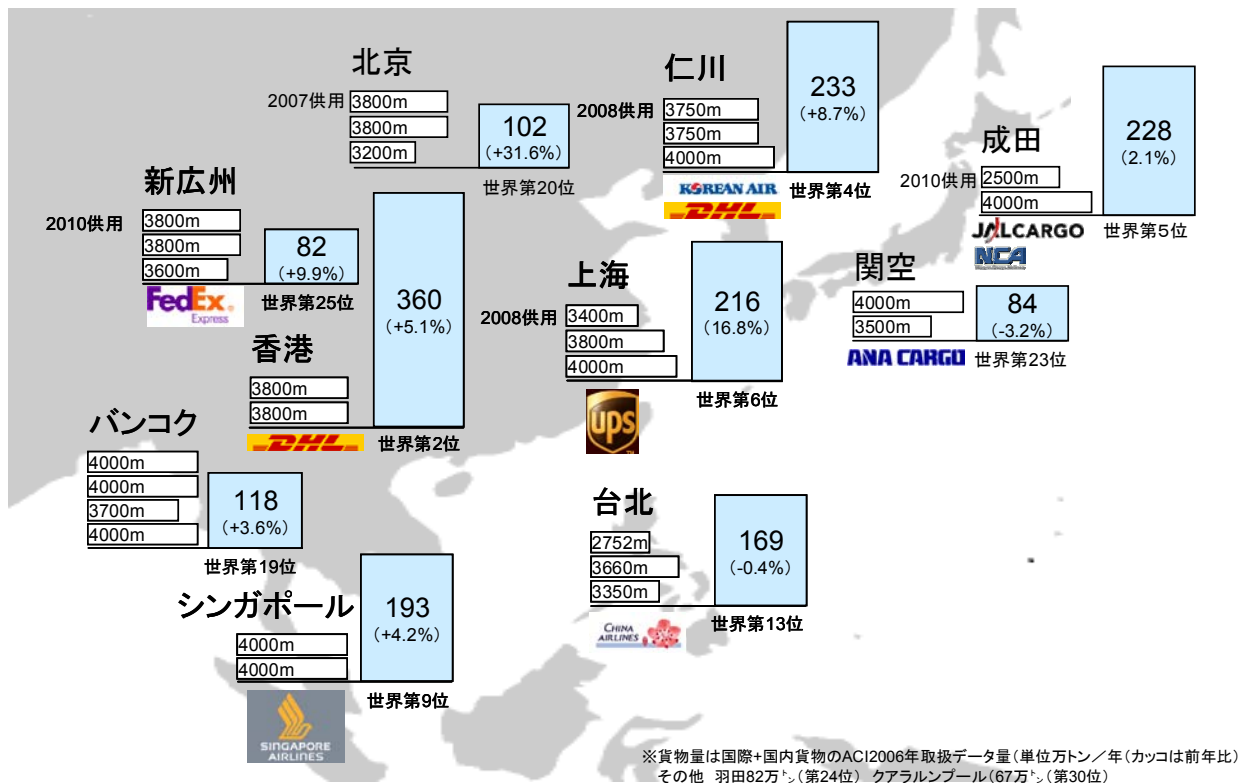 北京
2007供用
3800m
3800m
3200m
102
(+31.6%)
世界第20位
仁川
2008供用
3750m
3750m
4000m
KOREAN AIR
DHL
233
(+8.7%)
世界第4位
成田
2010供用
2500m
4000m
JALCARGO
NCA
228
(2.1%)
世界第5位
新広州
2010供用
3800m
3800m
3600m
FedEx
Express
82
(+9.9%)
世界第25位
香港
3800m
3800m
DHL
360
(+5.1%)
世界第2位
上海
2008供用
3400m
3800m
4000m
ups
216
(16.8%)
世界第6位
関空
4000m
3500m
ANA CARGO
84
(-3.2%)
世界第23位
バンコク
4000m
4000m
3700m
4000m
118
(+3.6%)
世界第19位
台北
2752m
3660m
3350m
CHINA
AIRLINES
169
(-0.4%)
世界第13位
シンガポール
4000m
4000m
SINGAPORE
AIRLINES
193
(+4.2%)
世界第9位
※貨物量は国際+国内貨物のACI2006年取扱データ量(単位万トン/年(カッコは前年比)
その他 羽田82万㌧(第24位) クアラルンプール(67万㌧(第30位)